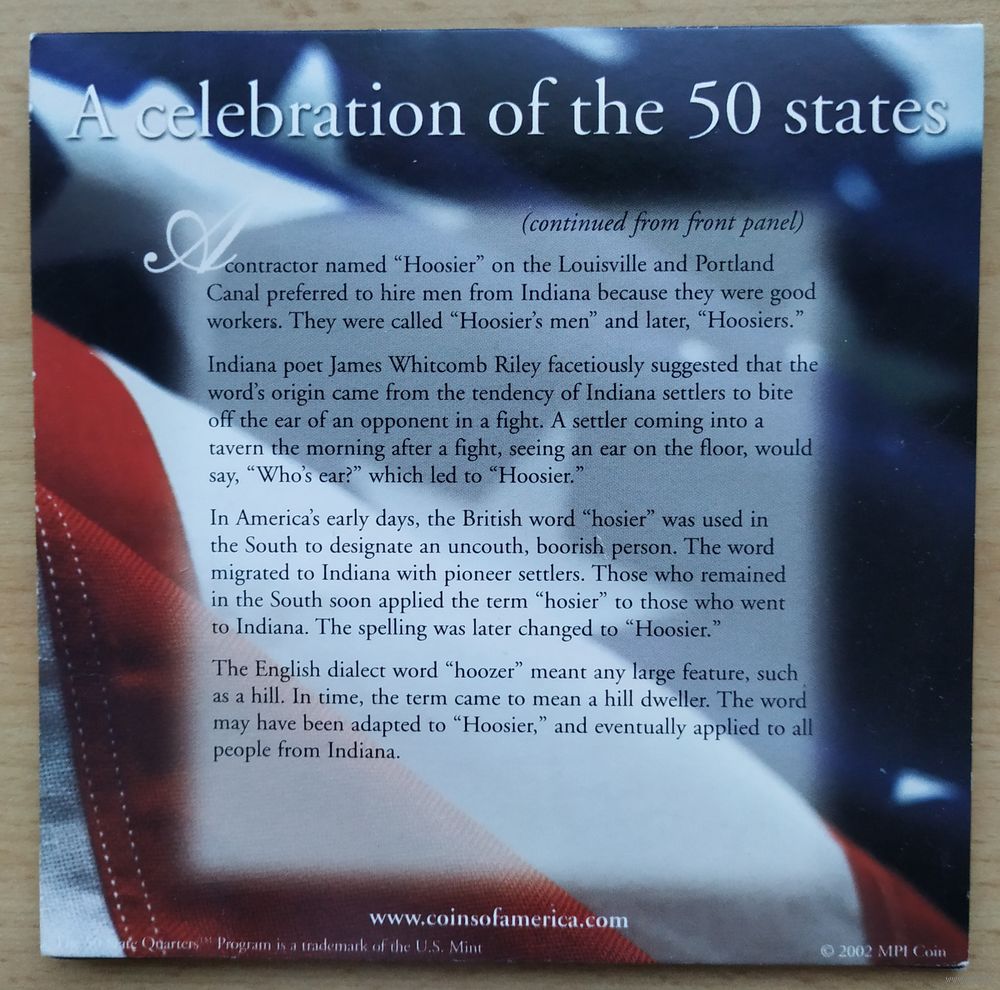 A celebration of the 50 states
(continued from front panel)
A contractor named “Hoosier” on the Louisville and Portland
Canal preferred to hire men from Indiana because they were good
workers. They were called “Hoosier’s men” and later, “Hoosiers.”
Indiana poet James Whitcomb Riley facetiously suggested that the
word’s origin came from the tendency of Indiana settlers to bite
off the ear of an opponent in a fight. A settler coming into a
tavern the morning after a fight, seeing an ear on the floor, would
say, “Who’s ear?” which led to “Hoosier.”
In America’s early days, the British word “hosier” was used in
the South to designate an uncouth, boorish person. The word
migrated to Indiana with pioneer settlers. Those who remained
in the South soon applied the term “hosier” to those who went
to Indiana. The spelling was later changed to “Hoosier.”
The English dialect word “hoozer” meant any large feature, such
as a hill. In time, the term came to mean a hill dweller. The word
may have been adapted to “Hoosier,” and eventually applied to all
people from Indiana.
www.coinsofamerica.com
The 50 State Quarters™ Program is a trademark of the U.S. Mint
© 2002 MPI Coin